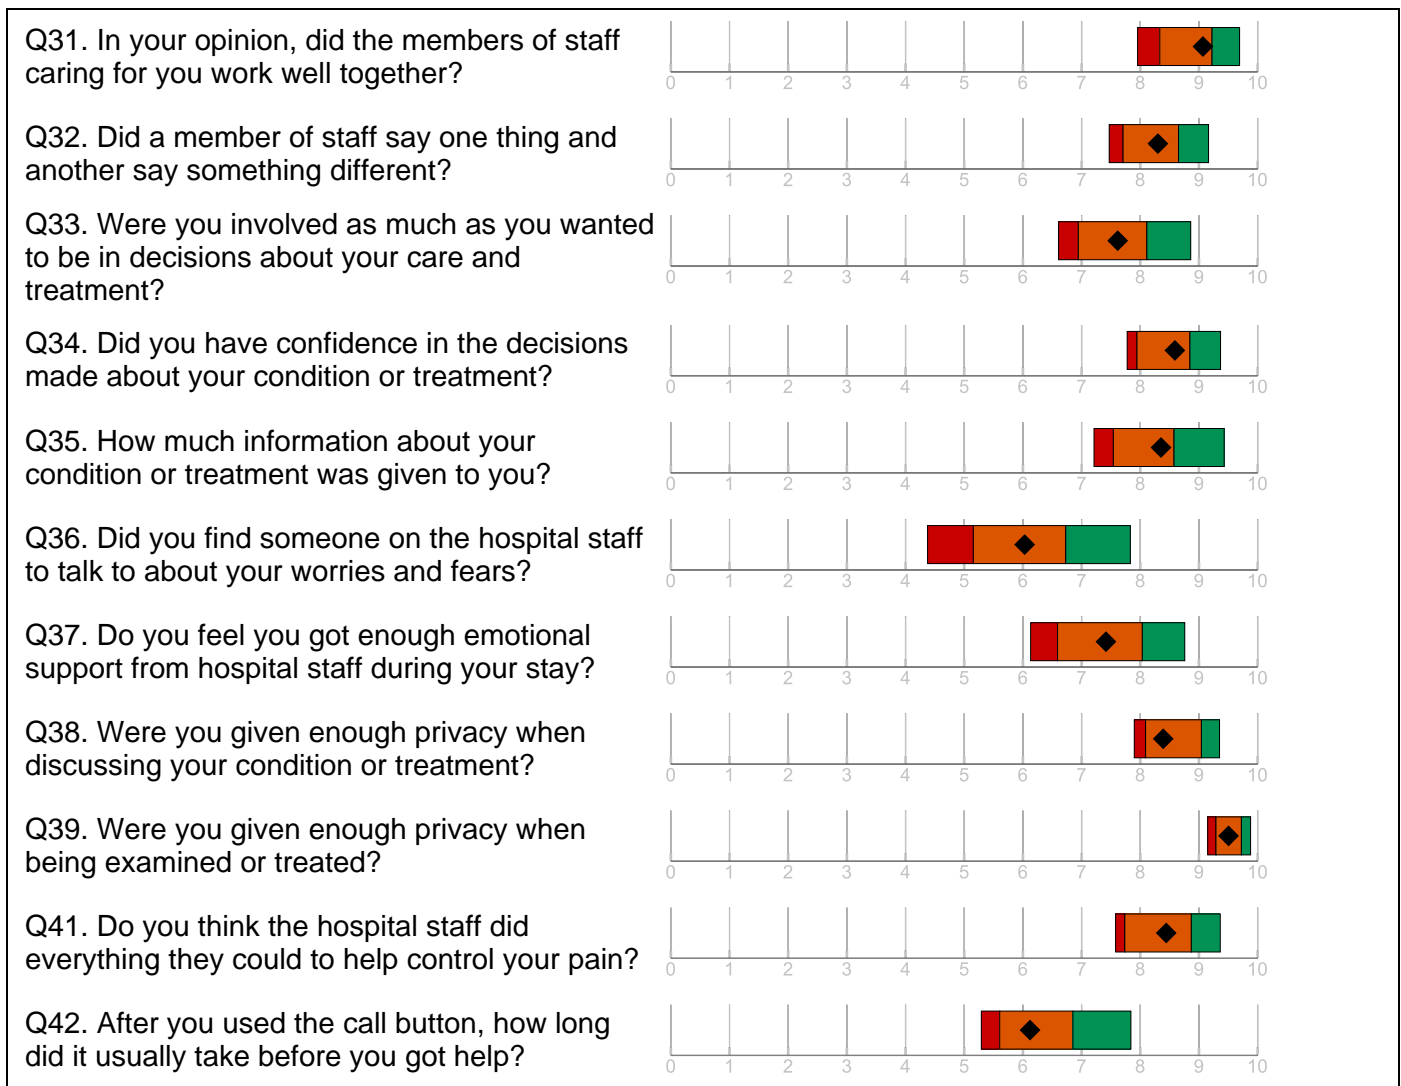 Q31. In your opinion, did the members of staff
caring for you work well together?
0 1 2 3 4 5 6 7 8 9 10
Q32. Did a member of staff say one thing and
another say something different?
0 1 2 3 4 5 6 7 8 9 10
Q33. Were you involved as much as you wanted
to be in decisions about your care and
treatment?
0 1 2 3 4 5 6 7 8 9 10
Q34. Did you have confidence in the decisions
made about your condition or treatment?
0 1 2 3 4 5 6 7 8 9 10
Q35. How much information about your
condition or treatment was given to you?
0 1 2 3 4 5 6 7 8 9 10
Q36. Did you find someone on the hospital staff
to talk to about your worries and fears?
0 1 2 3 4 5 6 7 8 9 10
Q37. Do you feel you got enough emotional
support from hospital staff during your stay?
0 1 2 3 4 5 6 7 8 9 10
Q38. Were you given enough privacy when
discussing your condition or treatment?
0 1 2 3 4 5 6 7 8 9 10
Q39. Were you given enough privacy when
being examined or treated?
0 1 2 3 4 5 6 7 8 9 10
Q41. Do you think the hospital staff did
everything they could to help control your pain?
0 1 2 3 4 5 6 7 8 9 10
Q42. After you used the call button, how long
did it usually take before you got help?
0 1 2 3 4 5 6 7 8 9 10